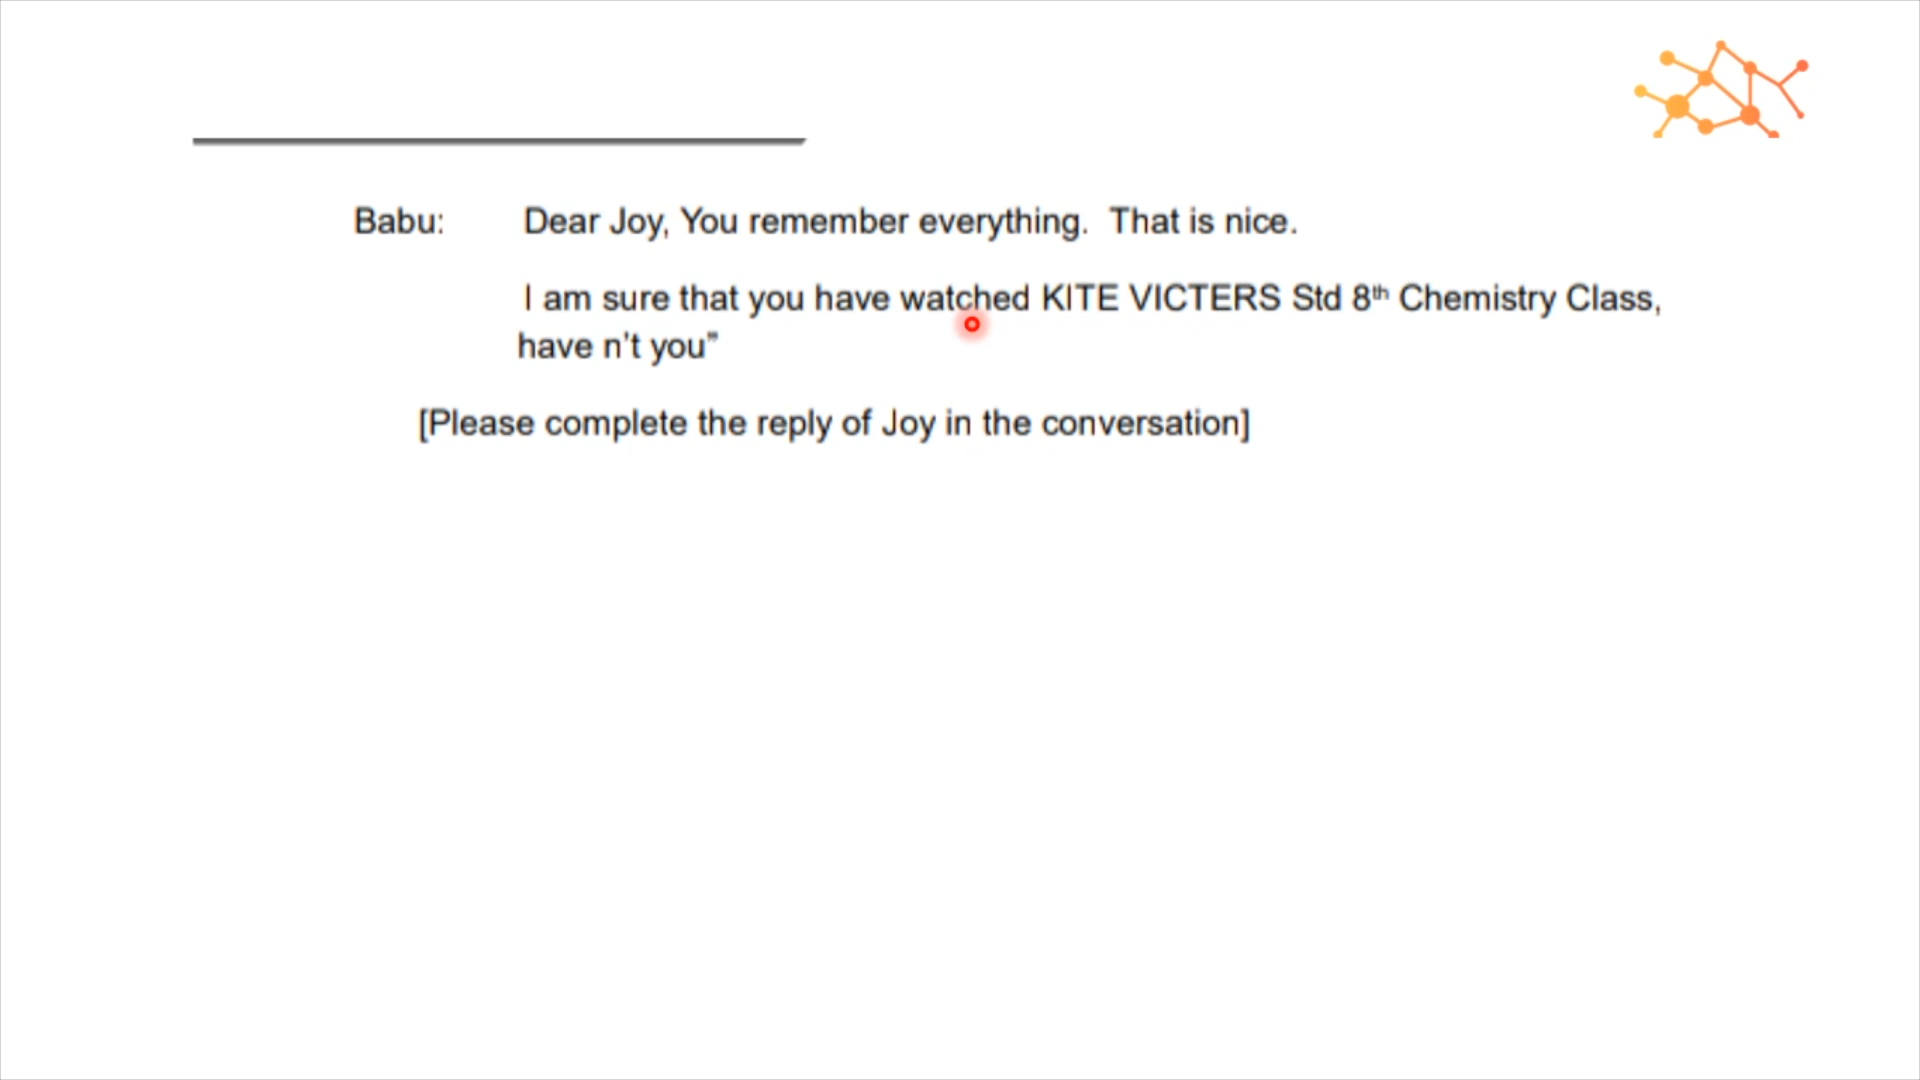 Babu: Dear Joy, You remember everything. That is nice.
I am sure that you have watched KITE VICTERS Std 8th Chemistry Class,
have n't you”
[Please complete the reply of Joy in the conversation]